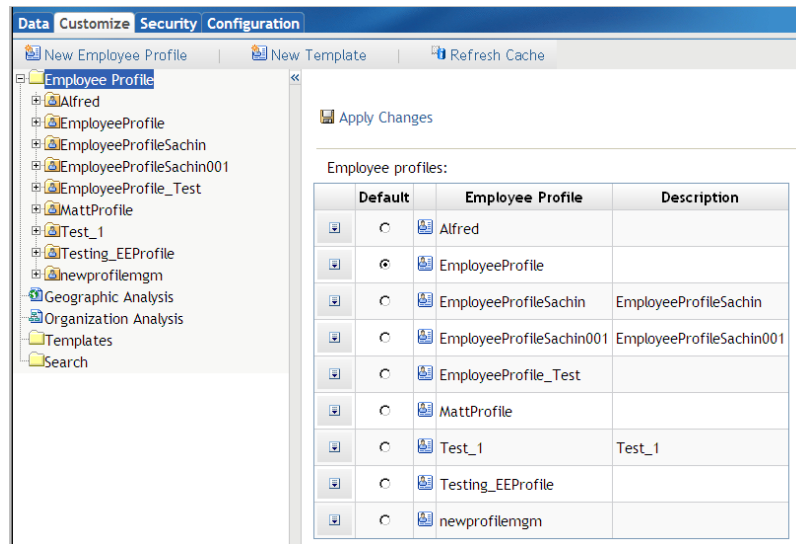 Data Customize Security Configuration
New Employee Profile | New Template | Refresh Cache
Employee Profile
Alfred
EmployeeProfile
EmployeeProfileSachin
EmployeeProfileSachin001
EmployeeProfile_Test
MattProfile
Test_1
Testing_EEProfile
newprofilemgm
Geographic Analysis
Organization Analysis
Templates
Search
Apply Changes
Employee profiles:
Default Employee Profile Description
Alfred
EmployeeProfile
EmployeeProfileSachin EmployeeProfileSachin
EmployeeProfileSachin001 EmployeeProfileSachin001
EmployeeProfile_Test
MattProfile
Test_1 Test_1
Testing_EEProfile
newprofilemgm